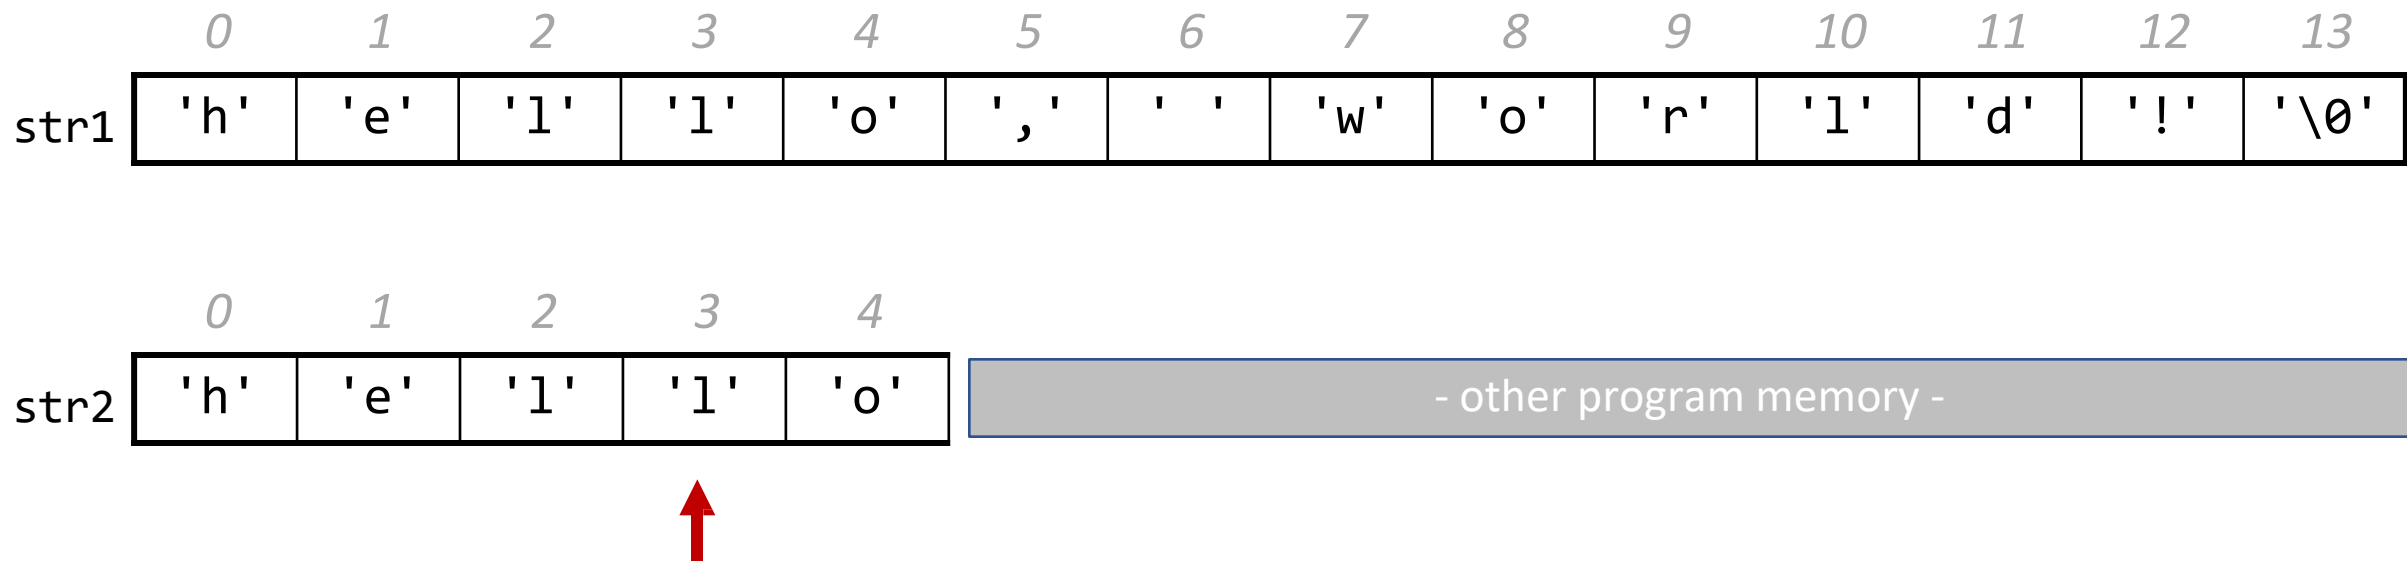 0 1 2 3 4 5 6 7 8 9 10 11 12 13
str1 'h' 'e' 'l' 'l' 'o' ',' ' ' 'w' 'o' 'r' 'l' 'd' '!' '\0'
0 1 2 3 4
str2 'h' 'e' 'l' 'l' 'o' - other program memory -